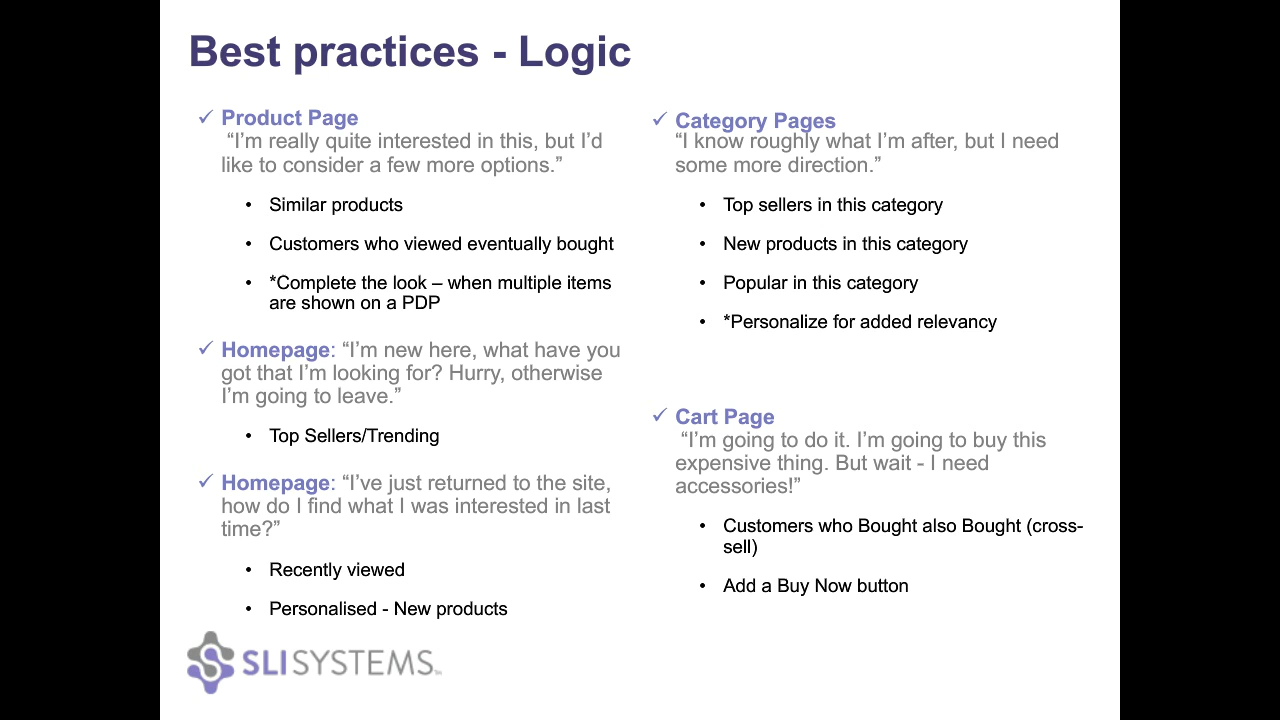 Best practices - Logic
✓ Product Page
“I’m really quite interested in this, but I’d
like to consider a few more options.”
• Similar products
• Customers who viewed eventually bought
• *Complete the look – when multiple items
are shown on a PDP
✓ Homepage: “I’m new here, what have you
got that I’m looking for? Hurry, otherwise
I’m going to leave.”
• Top Sellers/Trending
✓ Homepage: “I’ve just returned to the site,
how do I find what I was interested in last
time?”
• Recently viewed
• Personalised - New products
✓ Category Pages
“I know roughly what I’m after, but I need
some more direction.”
• Top sellers in this category
• New products in this category
• Popular in this category
• *Personalize for added relevancy
✓ Cart Page
“I’m going to do it. I’m going to buy this
expensive thing. But wait - I need
accessories!”
• Customers who Bought also Bought (cross-
sell)
• Add a Buy Now button
SLISYSTEMS